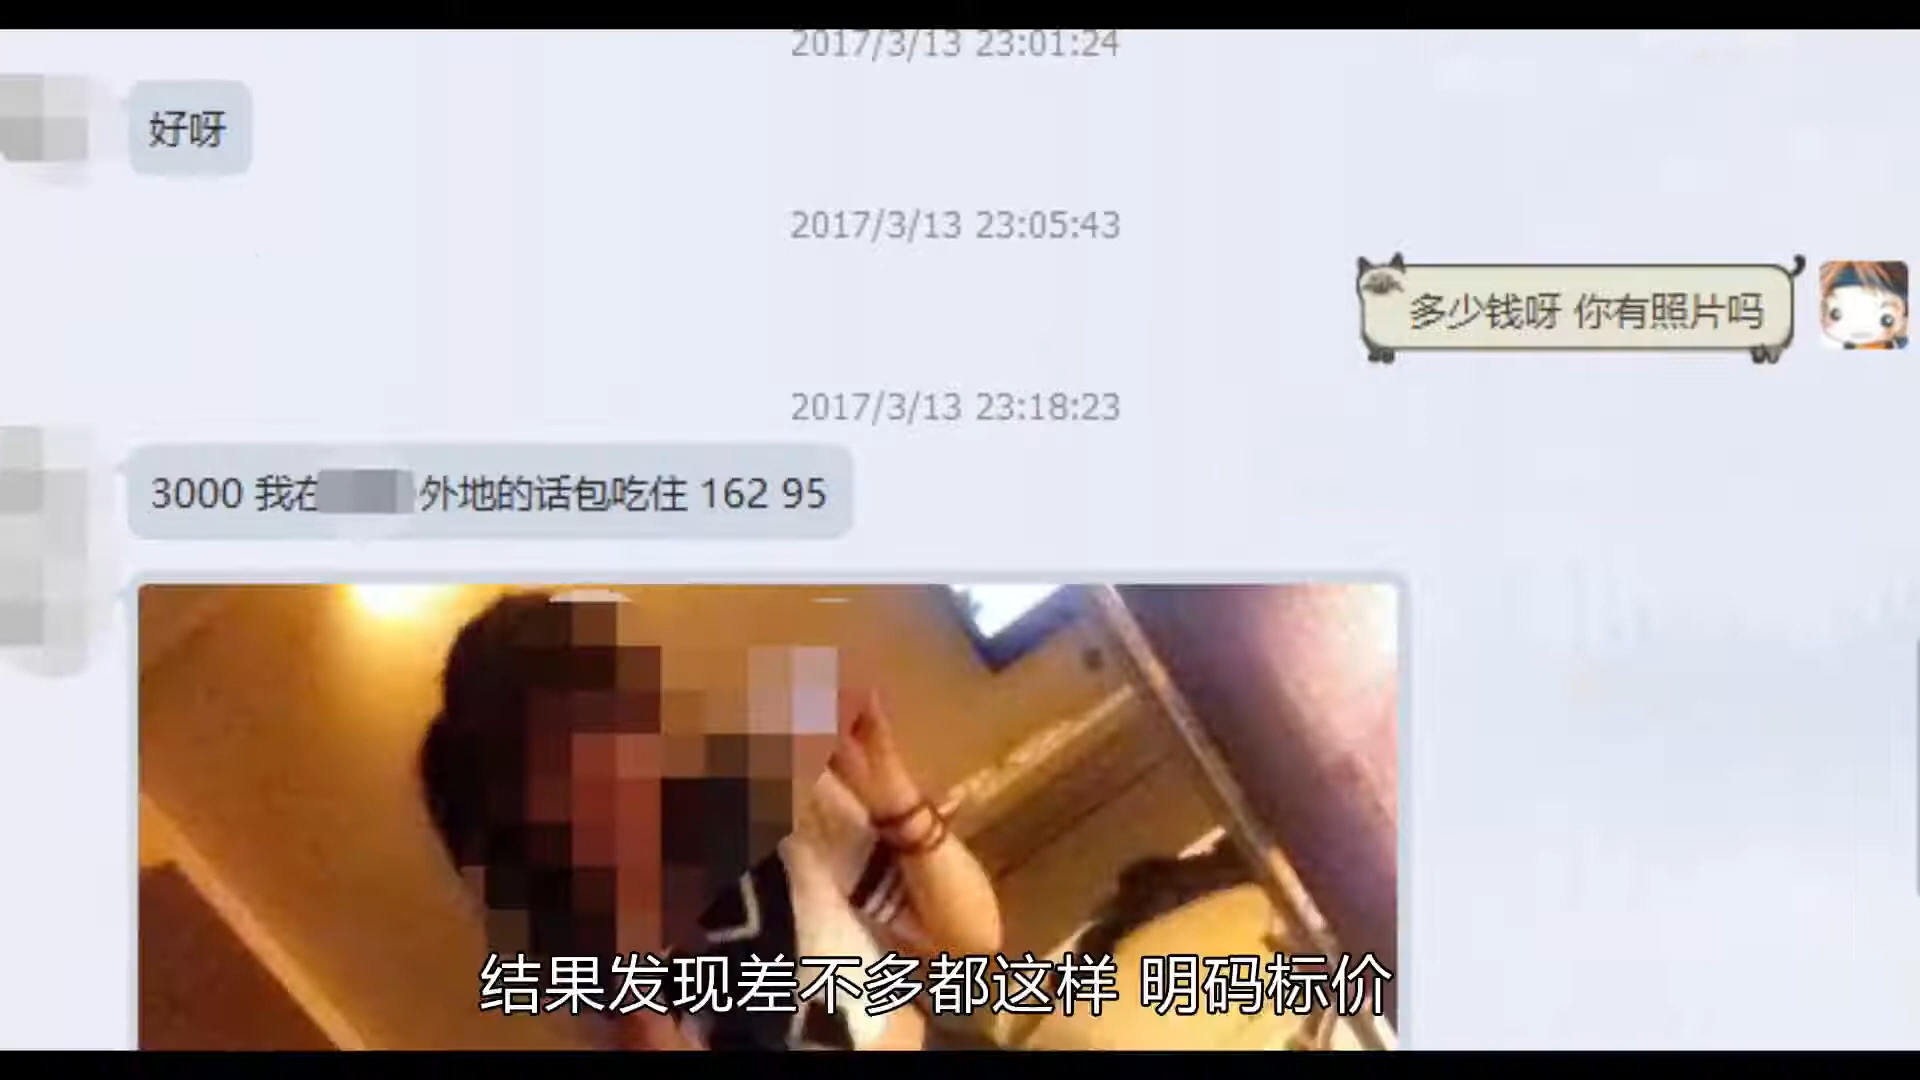 2017/3/13 23:01:24
好呀
2017/3/13 23:05:43
多少钱呀 你有照片吗
2017/3/13 23:18:23
3000 我在 外地的话包吃住 162 95
结果发现差不多都这样 明码标价